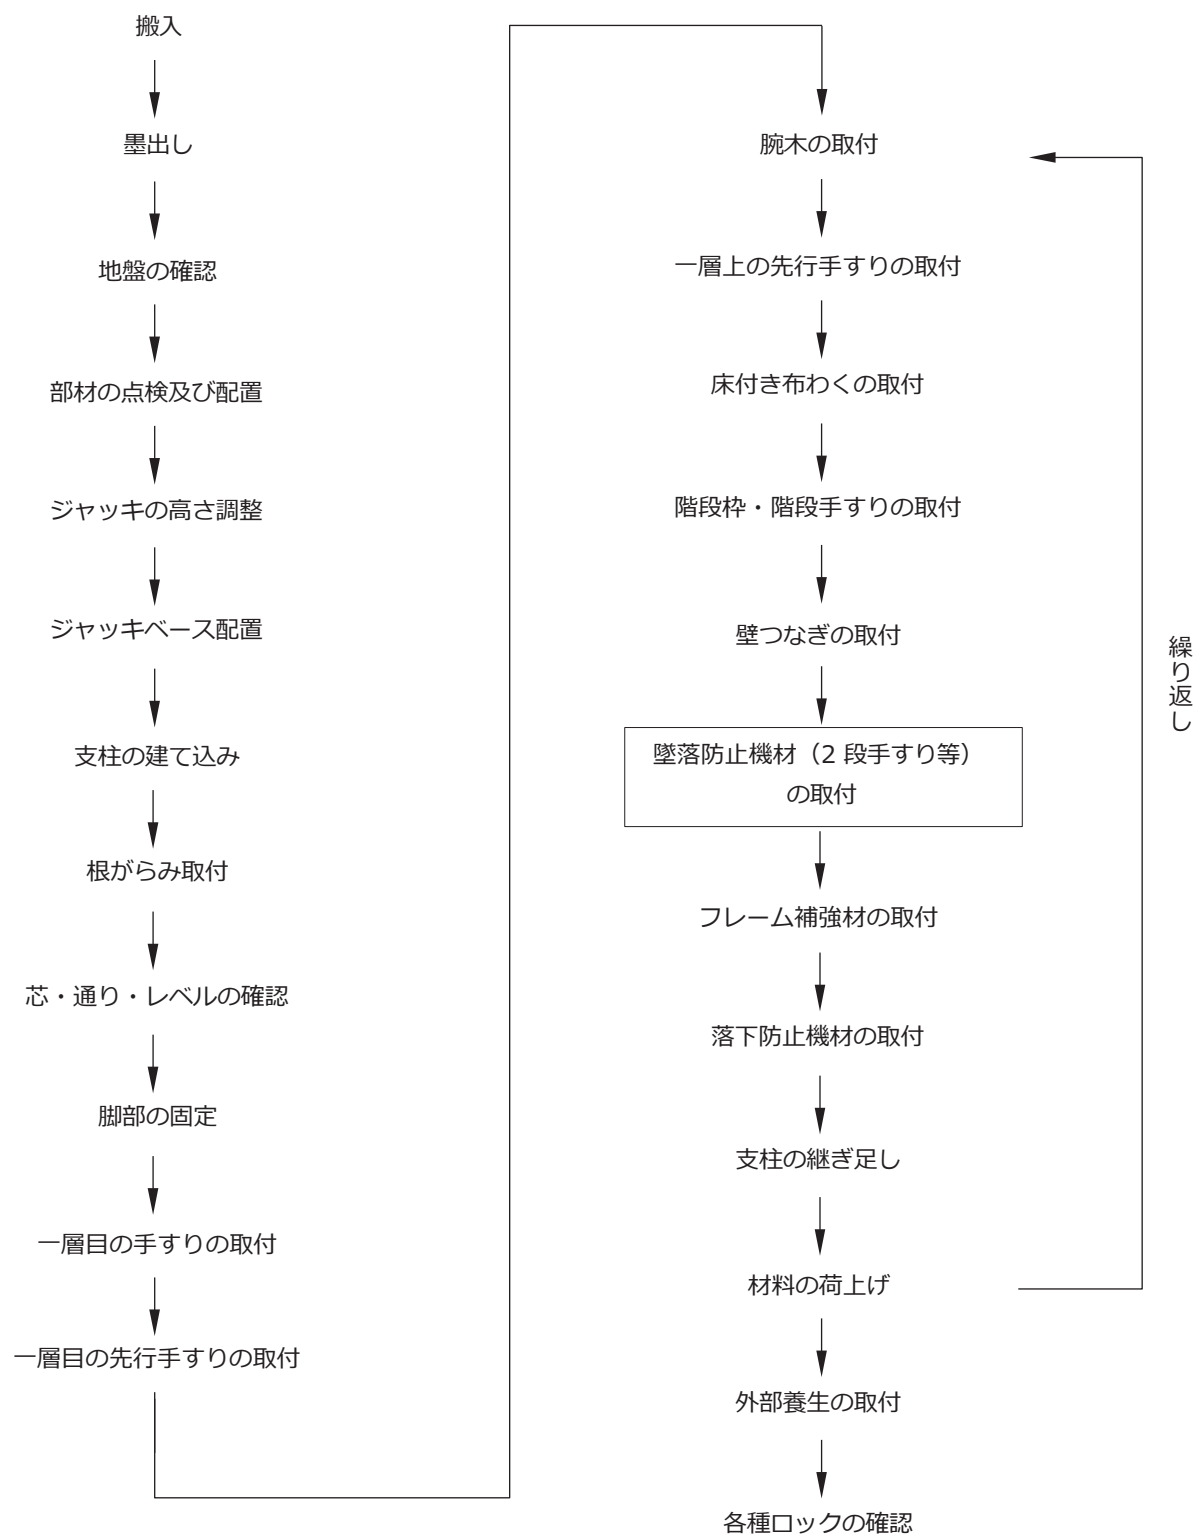 搬入
墨出し
地盤の確認
部材の点検及び配置
ジャッキの高さ調整
ジャッキベース配置
支柱の建て込み
根がらみ取付
芯・通り・レベルの確認
脚部の固定
一層目の手すりの取付
一層目の先行手すりの取付
腕木の取付
一層上の先行手すりの取付
床付き布わくの取付
階段枠・階段手すりの取付
壁つなぎの取付
墜落防止機材（2 段手すり等）
の取付
フレーム補強材の取付
落下防止機材の取付
支柱の継ぎ足し
材料の荷上げ
外部養生の取付
各種ロックの確認
繰り返し